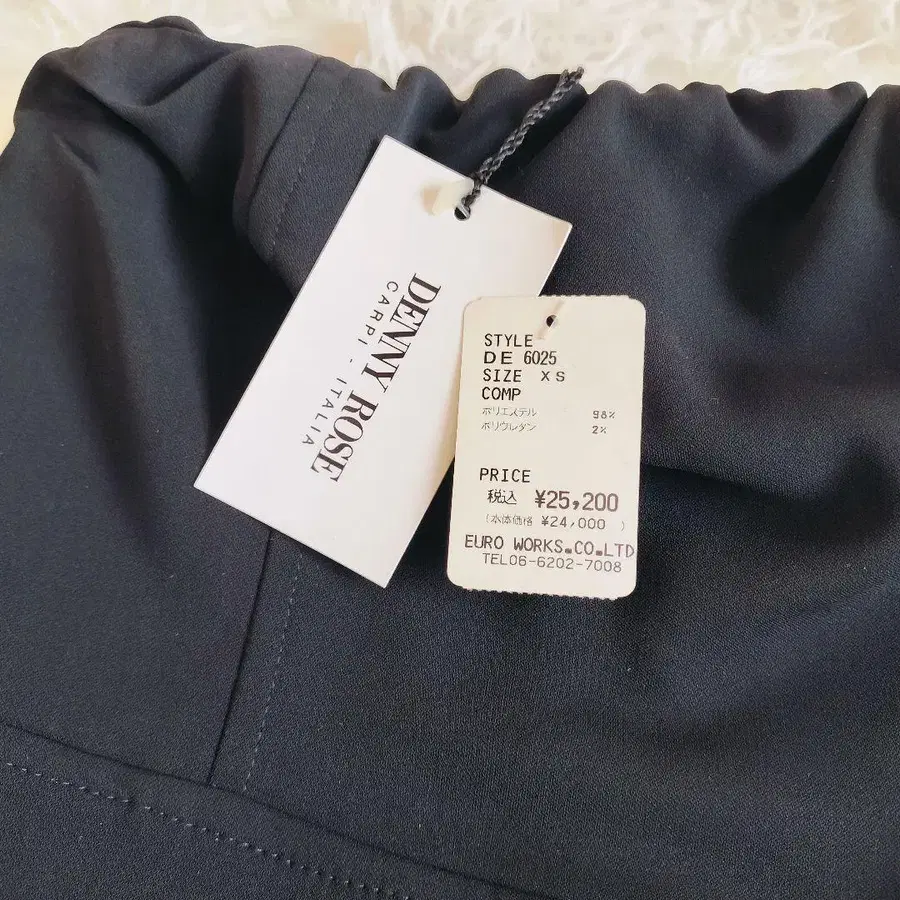 DENNY ROSE
CARPI - ITALIA
STYLE
DE 6025
SIZE XS
COMP
ポリエステル 98%
ポリウレタン 2%
PRICE
税込 ¥25,200
(本体価格 ¥24,000 )
EURO WORKS.CO.LTD
TEL06-6202-7008